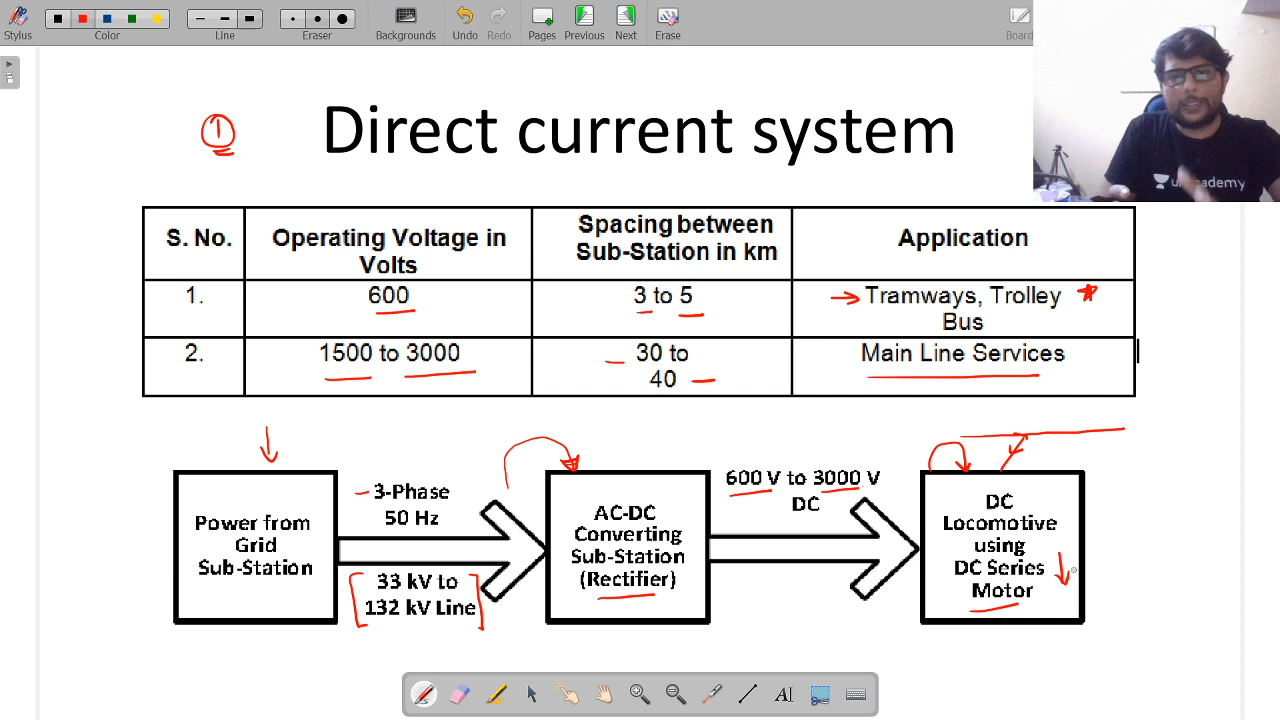 Stylus
Color
Line
Eraser
Backgrounds
Undo
Redo
Pages
Previous
Next
Erase
Board
1
Direct current system
S. No.
Operating Voltage in
Volts
Spacing between
Sub-Station in km
Application
1.
600
3 to 5
Tramways, Trolley
Bus
2.
1500 to 3000
30 to
40
Main Line Services
Power from
Grid
Sub-Station
3-Phase
50 Hz
33 kV to
132 kV Line
AC-DC
Converting
Sub-Station
(Rectifier)
600 V to 3000 V
DC
DC
Locomotive
using
DC Series
Motor
AI